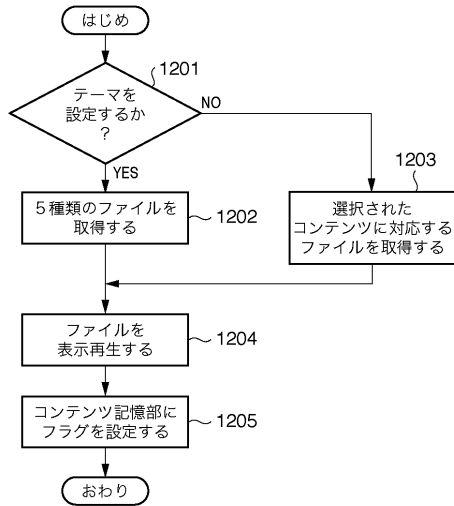 はじめ
1201
テーマを
設定するか
?
NO
YES
1203
5種類のファイルを
取得する
1202
選択された
コンテンツに対応する
ファイルを取得する
ファイルを
表示再生する
1204
コンテンツ記憶部に
フラグを設定する
1205
おわり